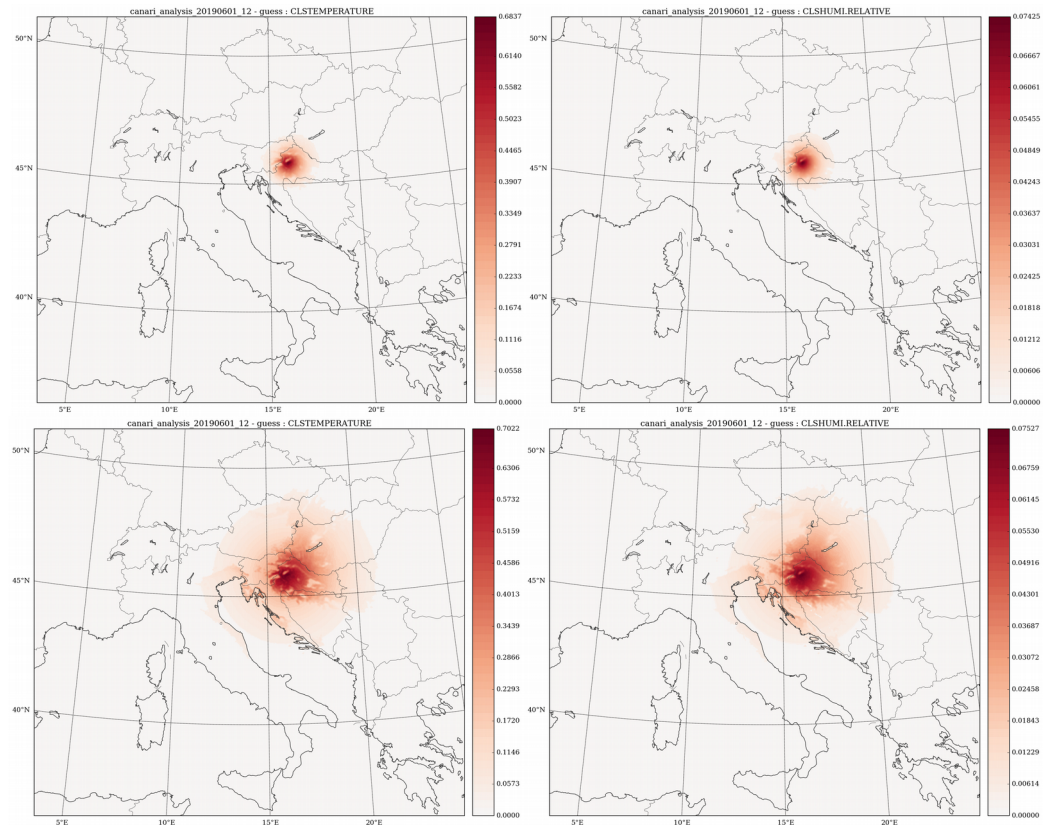 canari_analysis_20190601_12 - guess : CLSTEMPERATURE
50°N
45°N
40°N
5°E
10°E
15°E
20°E
0.6837
0.6140
0.5582
0.5023
0.4465
0.3907
0.3349
0.2791
0.2233
0.1674
0.1116
0.0558
0.0000
canari_analysis_20190601_12 - guess : CLSHUMI.RELATIVE
50°N
45°N
40°N
5°E
10°E
15°E
20°E
0.07425
0.06667
0.06061
0.05455
0.04849
0.04243
0.03637
0.03031
0.02425
0.01818
0.01212
0.00606
0.00000
canari_analysis_20190601_12 - guess : CLSTEMPERATURE
50°N
45°N
40°N
5°E
10°E
15°E
20°E
0.7022
0.6306
0.5732
0.5159
0.4586
0.4013
0.3439
0.2866
0.2293
0.1720
0.1146
0.0573
0.0000
canari_analysis_20190601_12 - guess : CLSHUMI.RELATIVE
50°N
45°N
40°N
5°E
10°E
15°E
20°E
0.07527
0.06759
0.06145
0.05530
0.04916
0.04301
0.03687
0.03072
0.02458
0.01843
0.01229
0.00614
0.00000